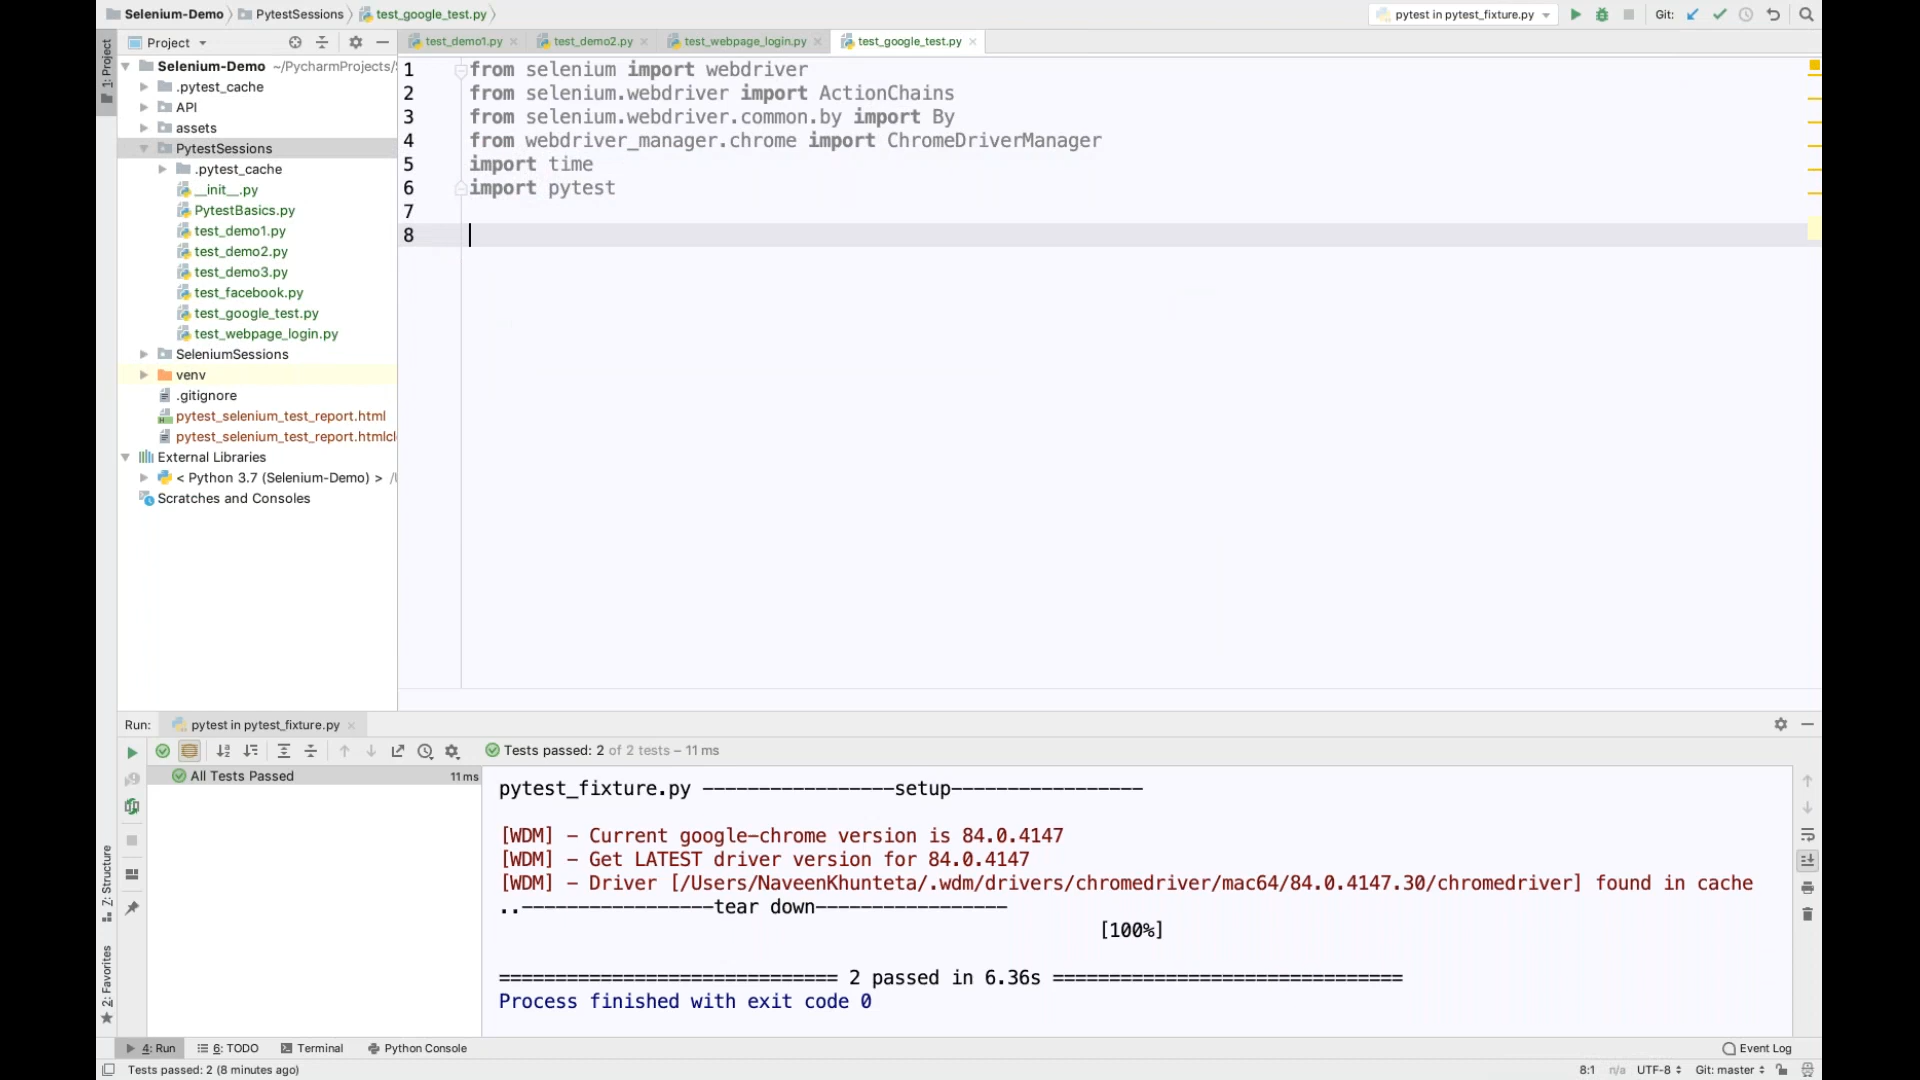 Selenium-Demo PytestSessions test_google_test.py
pytest in pytest_fixture.py Git:
1: Project
Project
test_demo1.py test_demo2.py test_webpage_login.py test_google_test.py
Selenium-Demo ~/PycharmProjects/
.pytest_cache
API
assets
PytestSessions
.pytest_cache
__init__.py
PytestBasics.py
test_demo1.py
test_demo2.py
test_demo3.py
test_facebook.py
test_google_test.py
test_webpage_login.py
SeleniumSessions
venv
.gitignore
pytest_selenium_test_report.html
pytest_selenium_test_report.htmlcl
External Libraries
< Python 3.7 (Selenium-Demo) >
Scratches and Consoles
1 from selenium import webdriver
2 from selenium.webdriver import ActionChains
3 from selenium.webdriver.common.by import By
4 from webdriver_manager.chrome import ChromeDriverManager
5 import time
6 import pytest
7
8
Run: pytest in pytest_fixture.py
Tests passed: 2 of 2 tests – 11 ms
All Tests Passed 11 ms
pytest_fixture.py -----------------setup-----------------
[WDM] - Current google-chrome version is 84.0.4147
[WDM] - Get LATEST driver version for 84.0.4147
[WDM] - Driver [/Users/NaveenKhunteta/.wdm/drivers/chromedriver/mac64/84.0.4147.30/chromedriver] found in cache
..-----------------tear down-----------------
[100%]
============================== 2 passed in 6.36s ===============================
Process finished with exit code 0
Z: Structure
2: Favorites
4: Run 6: TODO Terminal Python Console Event Log
Tests passed: 2 (8 minutes ago) 8:1 n/a UTF-8 Git: master